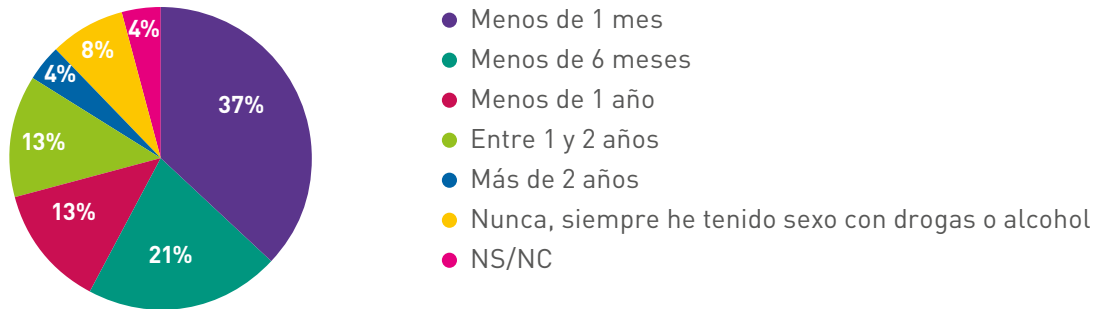 4%
8%
4%
37%
13%
13%
21%
Menos de 1 mes
Menos de 6 meses
Menos de 1 año
Entre 1 y 2 años
Más de 2 años
Nunca, siempre he tenido sexo con drogas o alcohol
NS/NC